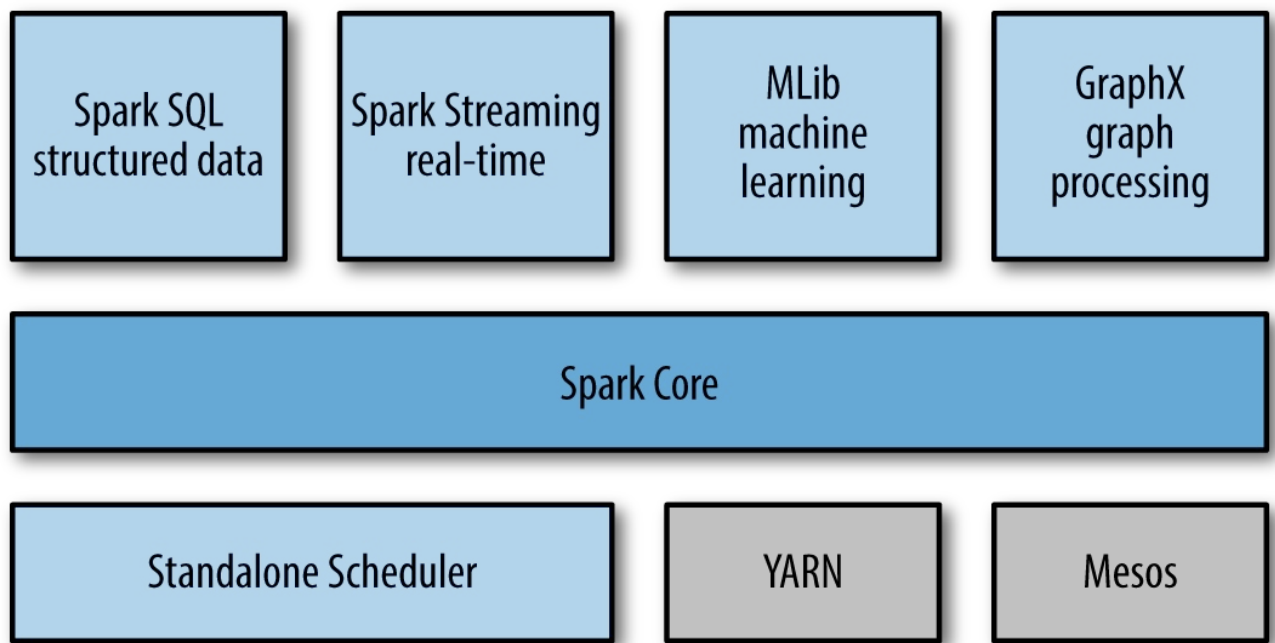 Spark SQL
structured data
Spark Streaming
real-time
MLib
machine
learning
GraphX
graph
processing
Spark Core
Standalone Scheduler
YARN
Mesos